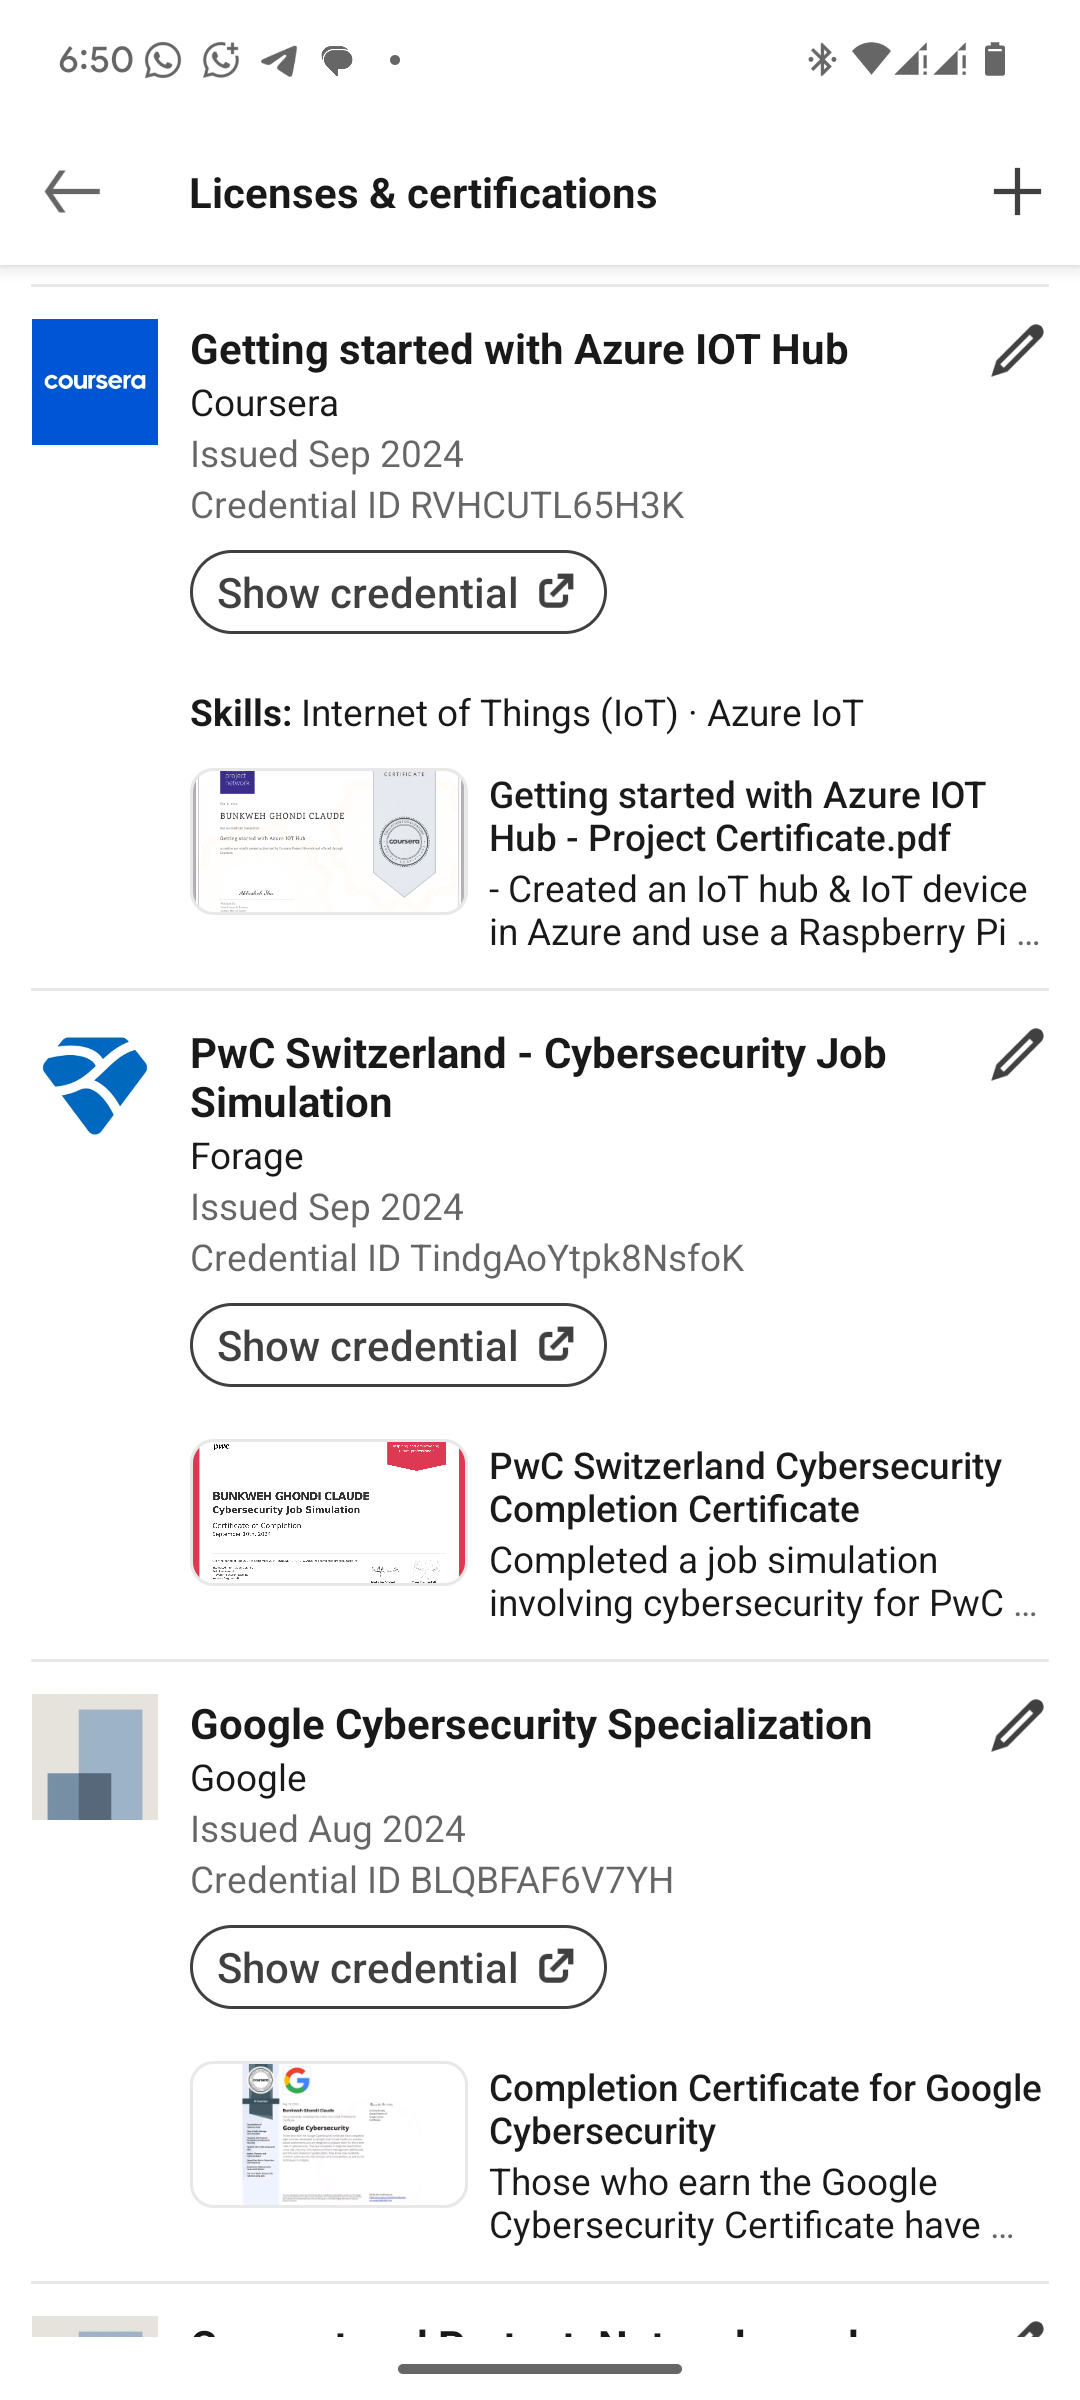 6:50
Licenses & certifications
coursera
Getting started with Azure IOT Hub
Coursera
Issued Sep 2024
Credential ID RVHCUTL65H3K
Show credential
Skills: Internet of Things (IoT) · Azure IoT
project
network
CERTIFICATE
BUNKWEH GHONDI CLAUDE
Getting started with Azure IOT Hub
coursera
Getting started with Azure IOT
Hub - Project Certificate.pdf
- Created an IoT hub & IoT device
in Azure and use a Raspberry Pi ...
PwC Switzerland - Cybersecurity Job
Simulation
Forage
Issued Sep 2024
Credential ID TindgAoYtpk8NsfoK
Show credential
pwc
BUNKWEH GHONDI CLAUDE
Cybersecurity Job Simulation
Certificate of Completion
September 10th, 2024
PwC Switzerland Cybersecurity
Completion Certificate
Completed a job simulation
involving cybersecurity for PwC ...
Google Cybersecurity Specialization
Google
Issued Aug 2024
Credential ID BLQBFAF6V7YH
Show credential
coursera
Bunkweh Ghondi Claude
Google Cybersecurity
Completion Certificate for Google
Cybersecurity
Those who earn the Google
Cybersecurity Certificate have ...